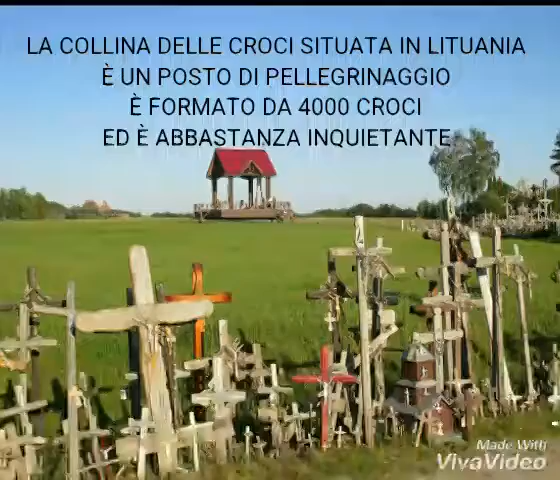 LA COLLINA DELLE CROCI SITUATA IN LITUANIA
È UN POSTO DI PELLEGRINAGGIO
È FORMATO DA 4000 CROCI
ED È ABBASTANZA INQUIETANTE
Made With
VivaVideo